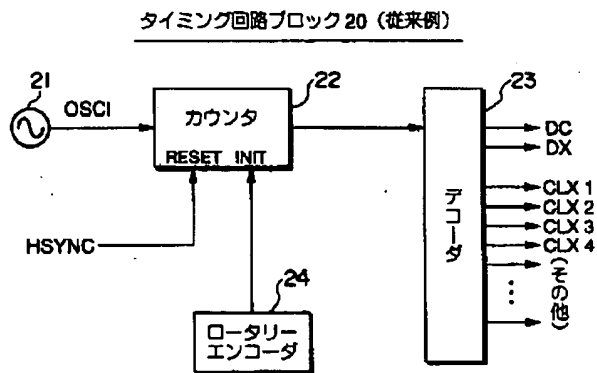 タイミング回路ブロック20（従来例）
21
OSCI
22
カウンタ
RESET INIT
HSYNC
24
ロータリー
エンコーダ
23
デコーダ
DC
DX
CLX 1
CLX 2
CLX 3
CLX 4
（その他）